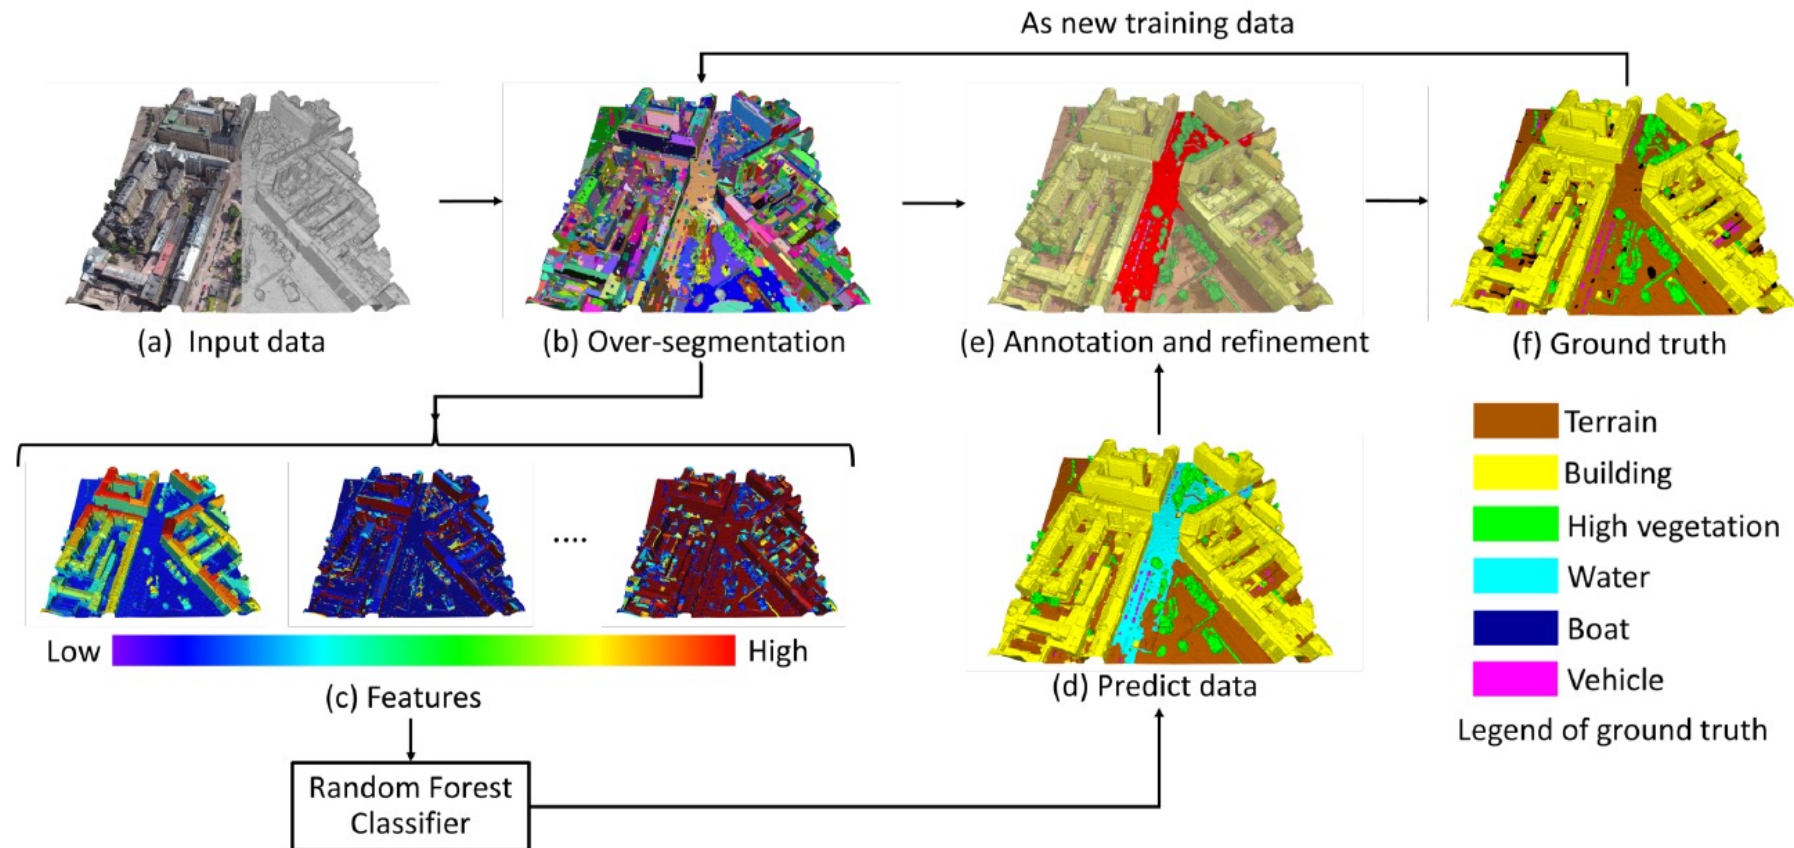 As new training data
(a) Input data
(b) Over-segmentation
(e) Annotation and refinement
(f) Ground truth
Terrain
Building
High vegetation
Water
Boat
Vehicle
Legend of ground truth
....
Low
High
(c) Features
(d) Predict data
Random Forest
Classifier